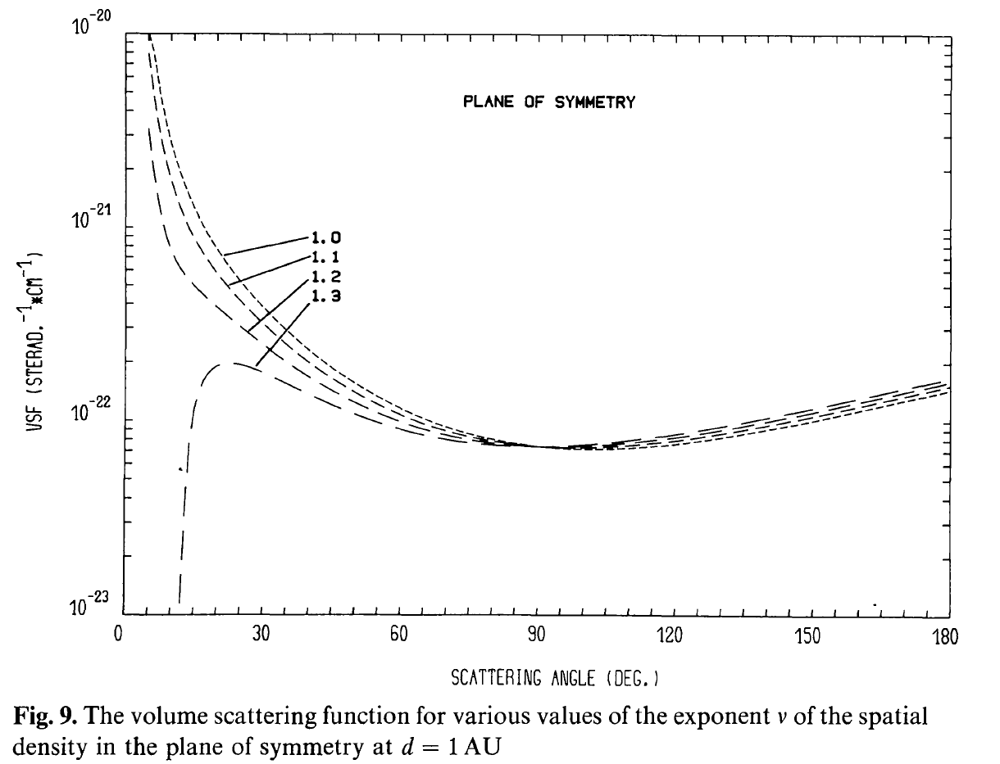 10⁻²⁰
PLANE OF SYMMETRY
10⁻²¹
1.0
1.1
1.2
1.3
VSF (STERAD.⁻¹*CM⁻¹)
10⁻²²
10⁻²³
0 30 60 90 120 150 180
SCATTERING ANGLE (DEG.)
Fig. 9. The volume scattering function for various values of the exponent ν of the spatial
density in the plane of symmetry at d = 1 AU